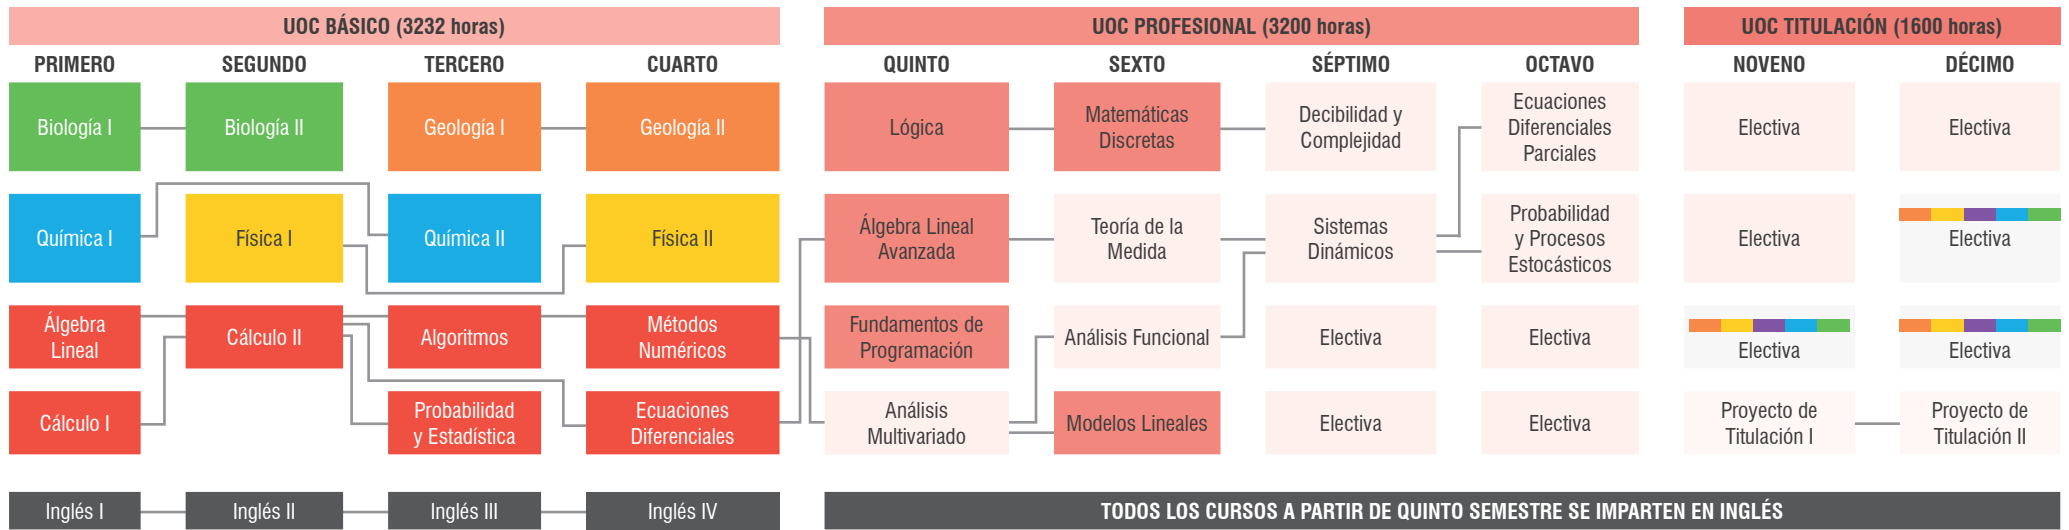 UOC BÁSICO (3232 horas)
UOC PROFESIONAL (3200 horas)
UOC TITULACIÓN (1600 horas)
PRIMERO
SEGUNDO
TERCERO
CUARTO
QUINTO
SEXTO
SÉPTIMO
OCTAVO
NOVENO
DÉCIMO
Biología I
Biología II
Geología I
Geología II
Lógica
Matemáticas
Discretas
Decibilidad y
Complejidad
Ecuaciones
Diferenciales
Parciales
Electiva
Electiva
Química I
Física I
Química II
Física II
Álgebra Lineal
Avanzada
Teoría de la
Medida
Sistemas
Dinámicos
Probabilidad
y Procesos
Estocásticos
Electiva
Electiva
Álgebra
Lineal
Cálculo II
Algoritmos
Métodos
Numéricos
Fundamentos de
Programación
Análisis Funcional
Electiva
Electiva
Electiva
Electiva
Cálculo I
Probabilidad
y Estadística
Ecuaciones
Diferenciales
Análisis
Multivariado
Modelos Lineales
Electiva
Electiva
Proyecto de
Titulación I
Proyecto de
Titulación II
Inglés I
Inglés II
Inglés III
Inglés IV
TODOS LOS CURSOS A PARTIR DE QUINTO SEMESTRE SE IMPARTEN EN INGLÉS